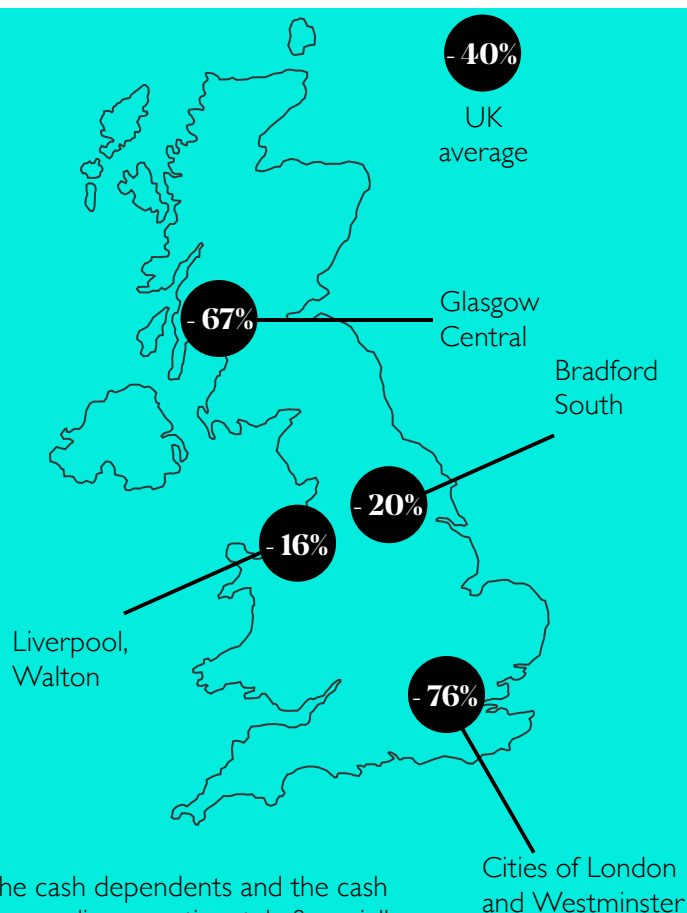 - 40%
UK
average
- 67%
Glasgow
Central
Bradford
South
- 20%
- 16%
Liverpool,
Walton
- 76%
Cities of London
and Westminster
he cash dependents and the cash